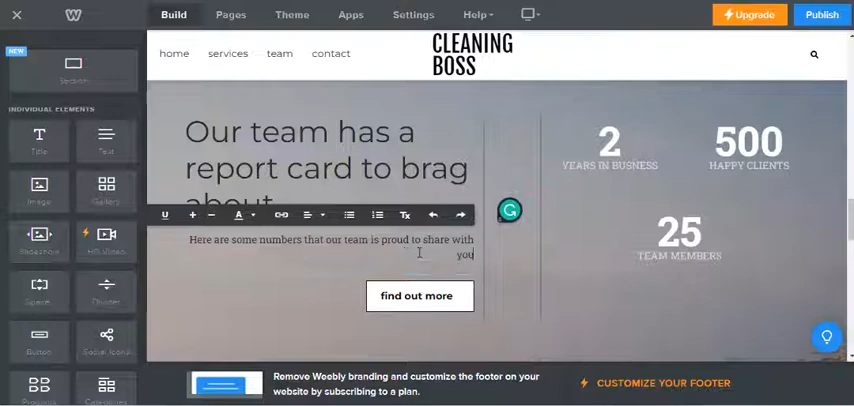 Build Pages Theme Apps Settings Help
Upgrade
Publish
NEW
Section
INDIVIDUAL ELEMENTS
Title Text
Image Gallery
Slideshow HD Video
Space Divider
Button Social Icons
Categories
home services team contact
CLEANING
BOSS
Our team has a
report card to brag
about
Here are some numbers that our team is proud to share with
you
find out more
2
YEARS IN BUSNESS
500
HAPPY CLIENTS
25
TEAM MEMBERS
Remove Weebly branding and customize the footer on your
website by subscribing to a plan.
CUSTOMIZE YOUR FOOTER